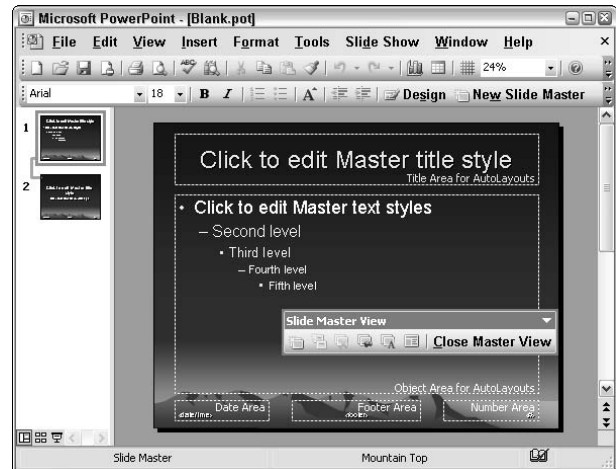 Microsoft PowerPoint - [Blank.pot]
File Edit View Insert Format Tools Slide Show Window Help
24%
Arial 18 B I A Design New Slide Master
1
2
Click to edit Master title style
Title Area for AutoLayouts
• Click to edit Master text styles
– Second level
• Third level
– Fourth level
• Fifth level
Slide Master View
Close Master View
Object Area for AutoLayouts
Date Area Footer Area Number Area
Slide Master Mountain Top